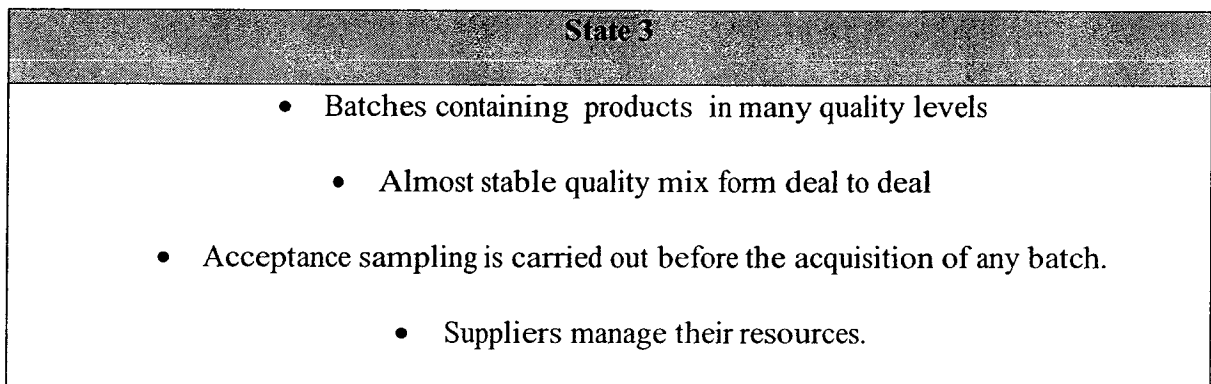 State 3
• Batches containing products in many quality levels
• Almost stable quality mix form deal to deal
• Acceptance sampling is carried out before the acquisition of any batch.
• Suppliers manage their resources.